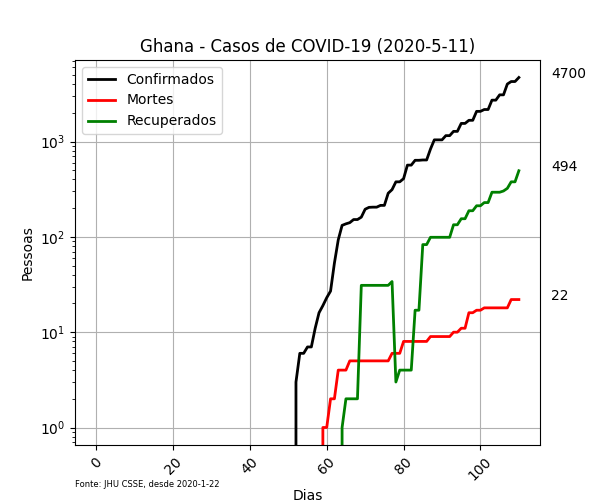 Ghana - Casos de COVID-19 (2020-5-11)
Confirmados
Mortes
Recuperados
4700
494
22
10³
10²
10¹
10⁰
Pessoas
0
20
40
60
80
100
Dias
Fonte: JHU CSSE, desde 2020-1-22